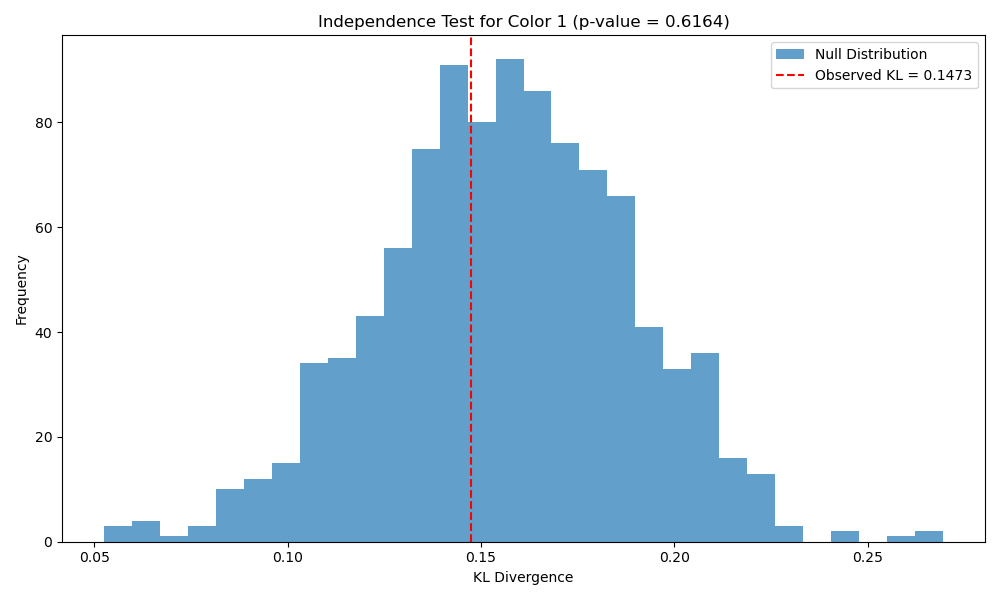 Independence Test for Color 1 (p-value = 0.6164)
Null Distribution
Observed KL = 0.1473
Frequency
80
60
40
20
0
0.05 0.10 0.15 0.20 0.25
KL Divergence